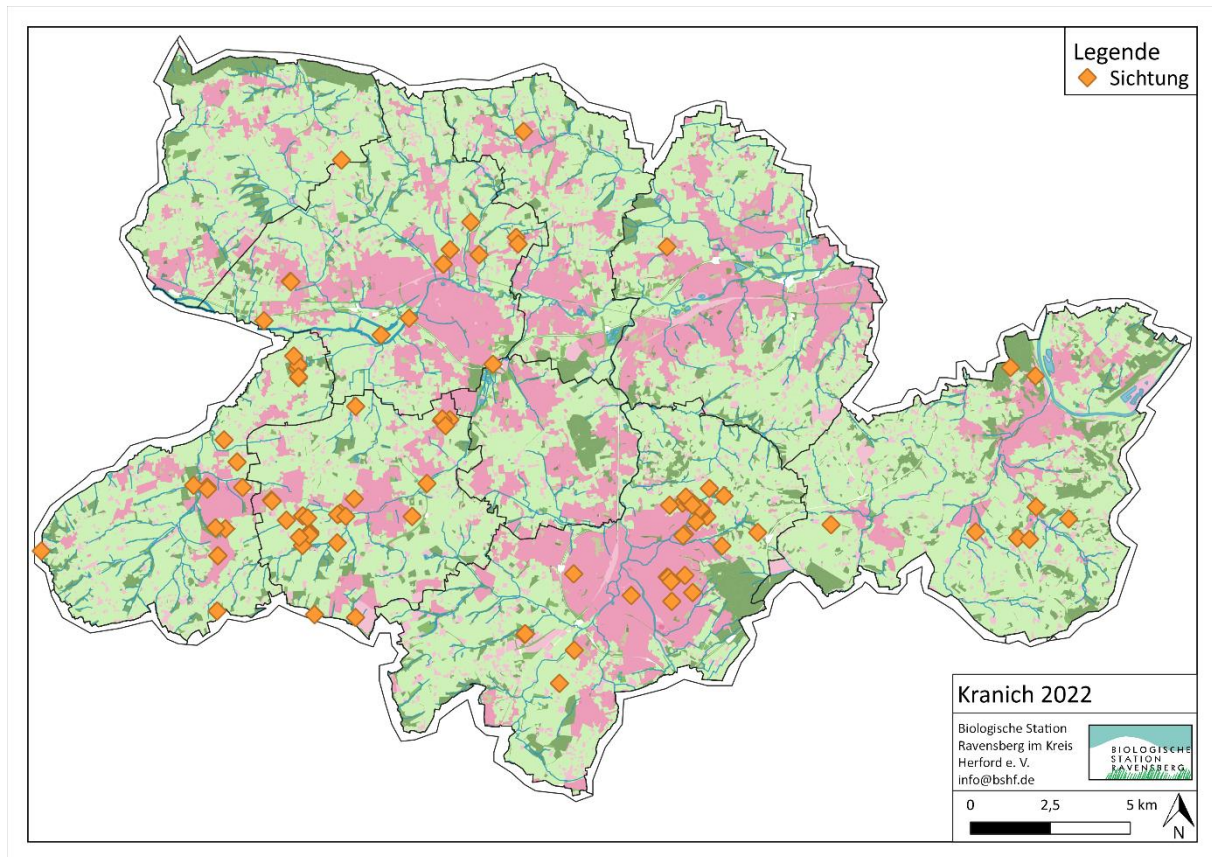 Legende
Sichtung
Kranich 2022
Biologische Station
Ravensberg im Kreis
Herford e. V.
info@bshf.de
BIOLOGISCHE
STATION
RAVENSBERG
0 2,5 5 km
N